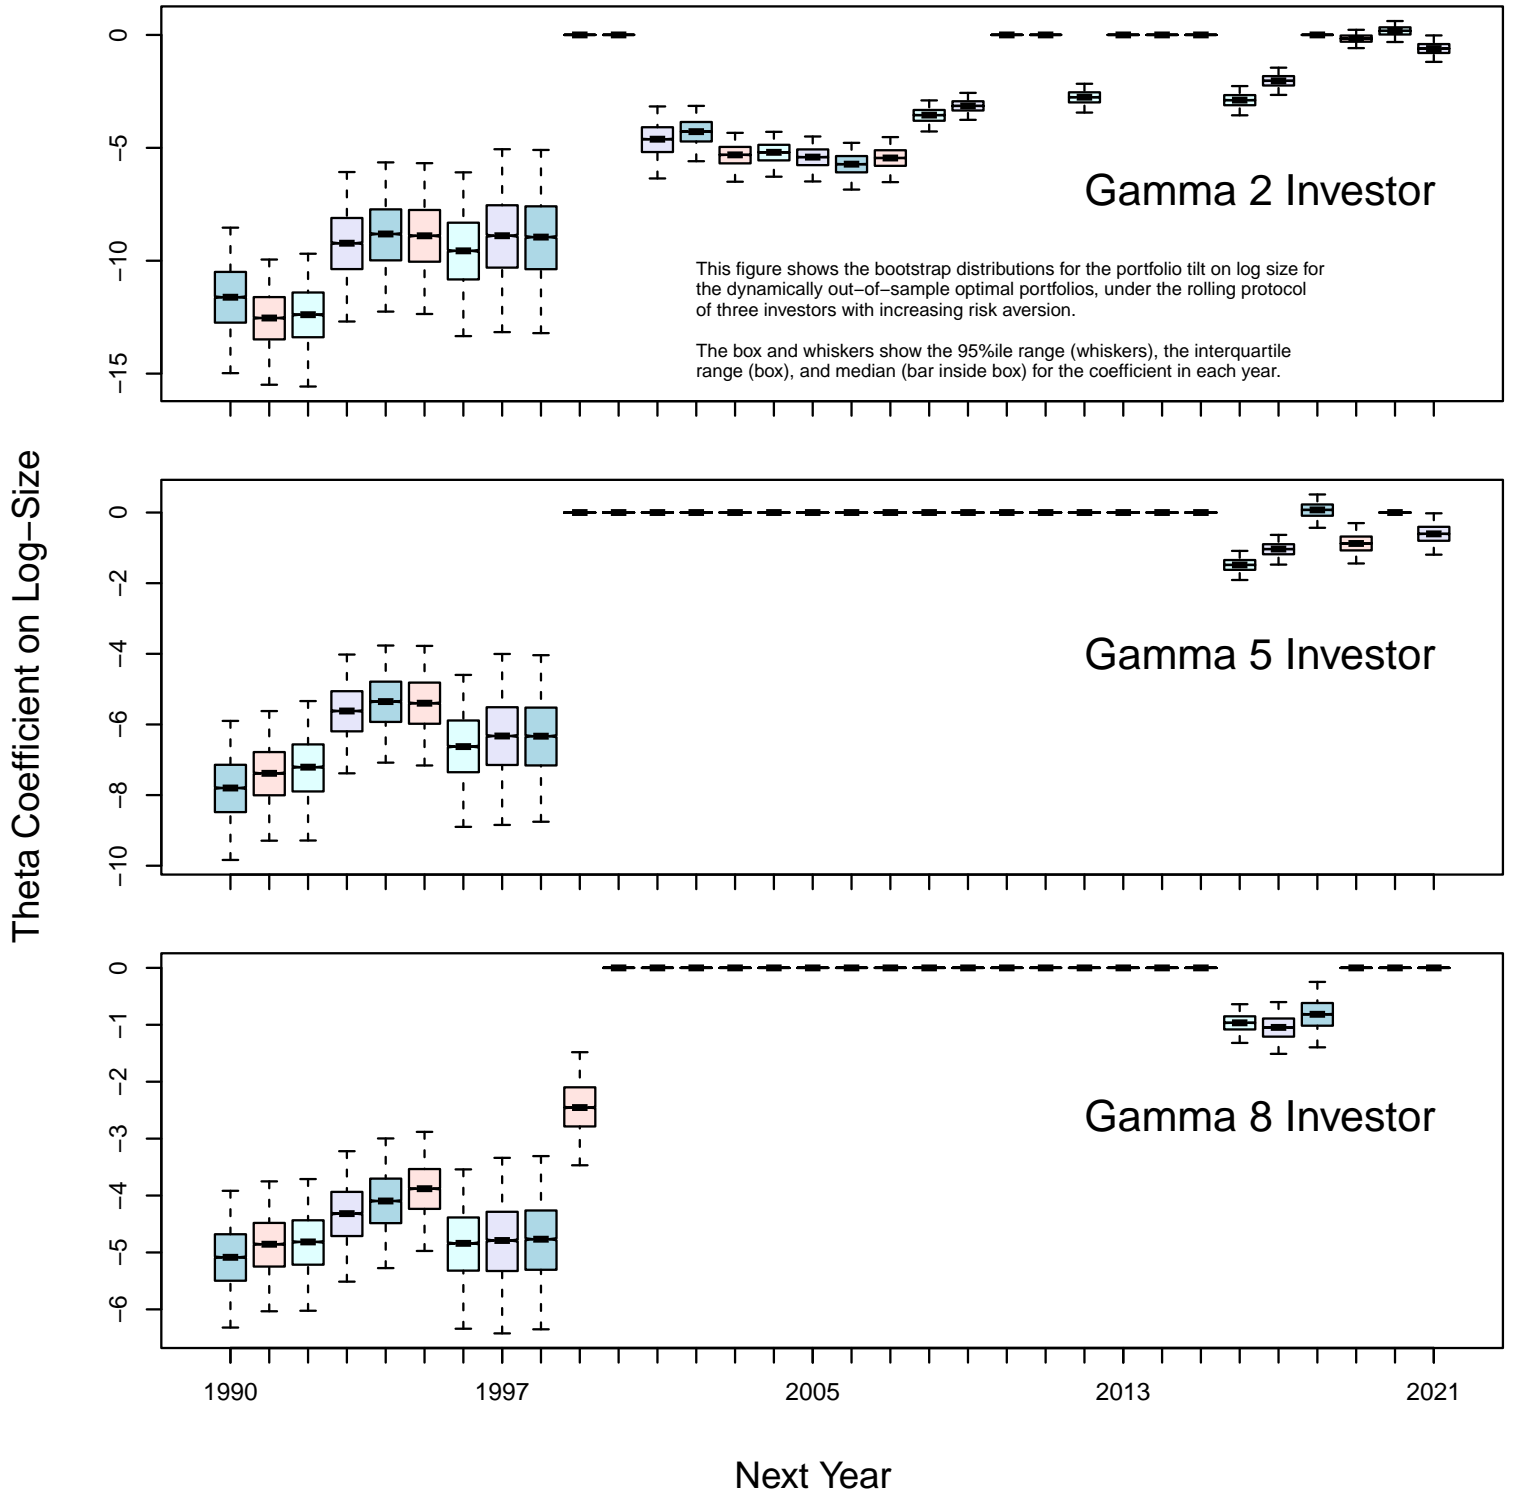 0
−5
−10
−15
Gamma 2 Investor
This figure shows the bootstrap distributions for the portfolio tilt on log size for
the dynamically out−of−sample optimal portfolios, under the rolling protocol
of three investors with increasing risk aversion.
The box and whiskers show the 95%ile range (whiskers), the interquartile
range (box), and median (bar inside box) for the coefficient in each year.
Theta Coefficient on Log−Size
0
−2
−4
−6
−8
−10
Gamma 5 Investor
0
−1
−2
−3
−4
−5
−6
Gamma 8 Investor
1990 1997 2005 2013 2021
Next Year